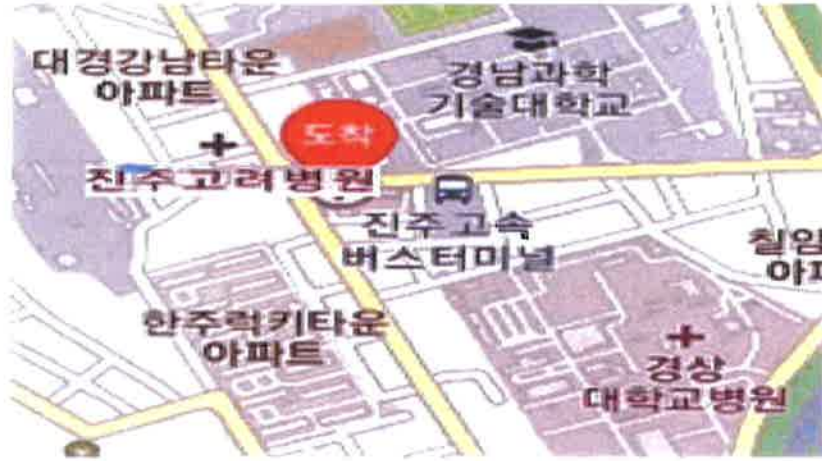 대경강남타운
아파트
경남과학
기술대학교
도착
진주고려병원
진주고속
버스터미널
칠암
아파
한주럭키타운
아파트
경상
대학교병원